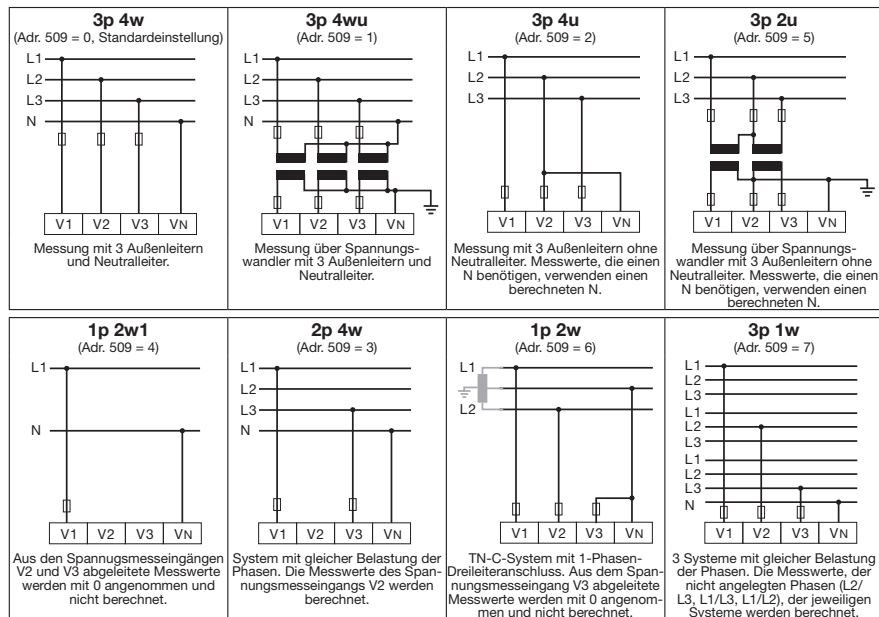 3p 4w
(Adr. 509 = 0, Standardeinstellung)
L1
L2
L3
N
V1 V2 V3 VN
Messung mit 3 Außenleitern
und Neutralleiter.
3p 4wu
(Adr. 509 = 1)
V1 V2 V3 VN
Messung über Spannungs-
wandler mit 3 Außenleitern und
Neutralleiter.
3p 4u
(Adr. 509 = 2)
L1
L2
L3
V1 V2 V3 VN
Messung mit 3 Außenleitern ohne
Neutralleiter. Messwerte, die einen
N benötigen, verwenden einen
berechneten N.
3p 2u
(Adr. 509 = 5)
L1
L2
L3
V1 V2 V3 VN
Messung über Spannungs-
wandler mit 3 Außenleitern ohne
Neutralleiter. Messwerte, die einen
N benötigen, verwenden einen
berechneten N.
1p 2w1
(Adr. 509 = 4)
L1
N
V1 V2 V3 VN
Aus den Spannugsmesseingängen
V2 und V3 abgeleitete Messwerte
werden mit 0 angenommen und
nicht berechnet.
2p 4w
(Adr. 509 = 3)
L1
L2
L3
N
V1 V2 V3 VN
System mit gleicher Belastung der
Phasen. Die Messwerte des Span-
nungsmesseingangs V2 werden
berechnet.
1p 2w
(Adr. 509 = 6)
L1
L2
V1 V2 V3 VN
TN-C-System mit 1-Phasen-
Dreileiteranschluss. Aus dem Span-
nungsmesseingang V3 abgeleitete
Messwerte werden mit 0 angenom-
men und nicht berechnet.
3p 1w
(Adr. 509 = 7)
L1
L2
L3
L1
L2
L3
L1
L2
L3
N
V1 V2 V3 VN
3 Systeme mit gleicher Belastung
der Phasen. Die Messwerte, der
nicht angelegten Phasen (L2/
L3, L1/L3, L1/L2), der jeweiligen
Systeme werden berechnet.